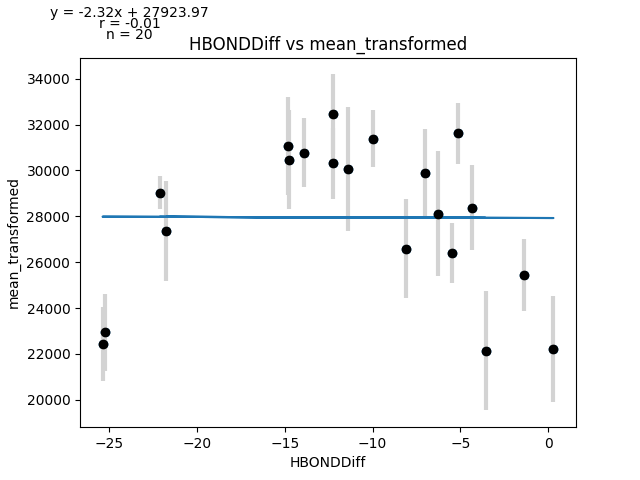 y = -2.32x + 27923.97
r = -0.01
n = 20
HBONDDiff vs mean_transformed
34000
32000
30000
28000
26000
24000
22000
20000
mean_transformed
−25
−20
−15
−10
−5
0
HBONDDiff